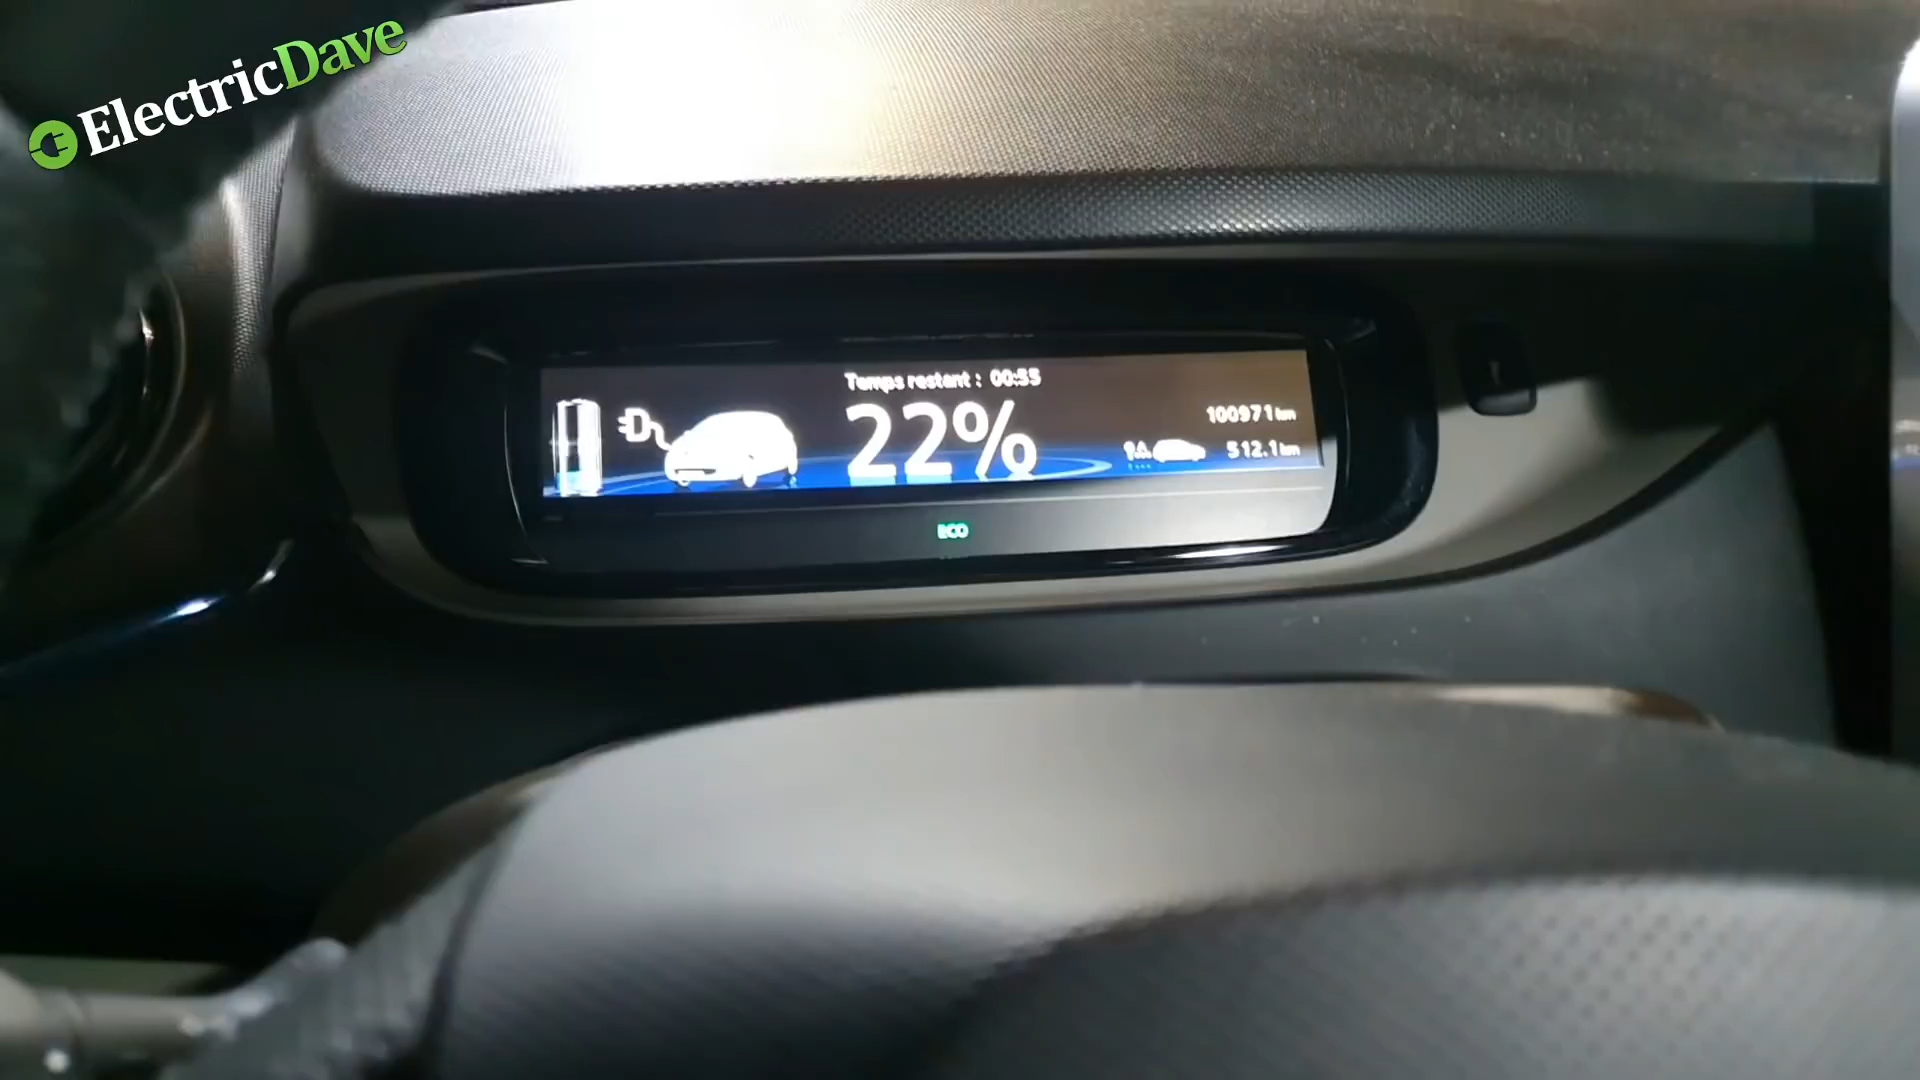 ElectricDave
Temps restant : 00:55
22%
100971 km
512.1 km
ECO